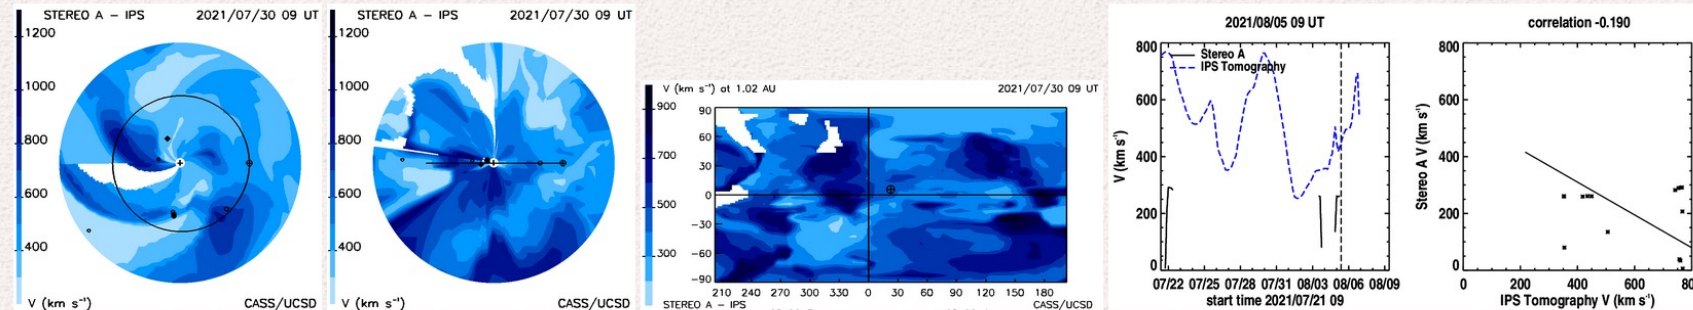 STEREO A – IPS 2021/07/30 09 UT
1200
1000
800
600
400
V (km s⁻¹) CASS/UCSD
STEREO A – IPS 2021/07/30 09 UT
1200
1000
800
600
400
V (km s⁻¹) CASS/UCSD
V (km s⁻¹) at 1.02 AU 2021/07/30 09 UT
900
700
500
300
90
60
30
0
−30
−60
−90
210 240 270 300 330 0 30 60 90 120 150 180
STEREO A – IPS CASS/UCSD
2021/08/05 09 UT
Stereo A
IPS Tomography
V (km s⁻¹)
800
600
400
200
0
07/22 07/25 07/28 07/31 08/03 08/06 08/09
start time 2021/07/21 09
correlation -0.190
Stereo A V (km s⁻¹)
800
600
400
200
0
0 200 400 600
IPS Tomography V (km s⁻¹)